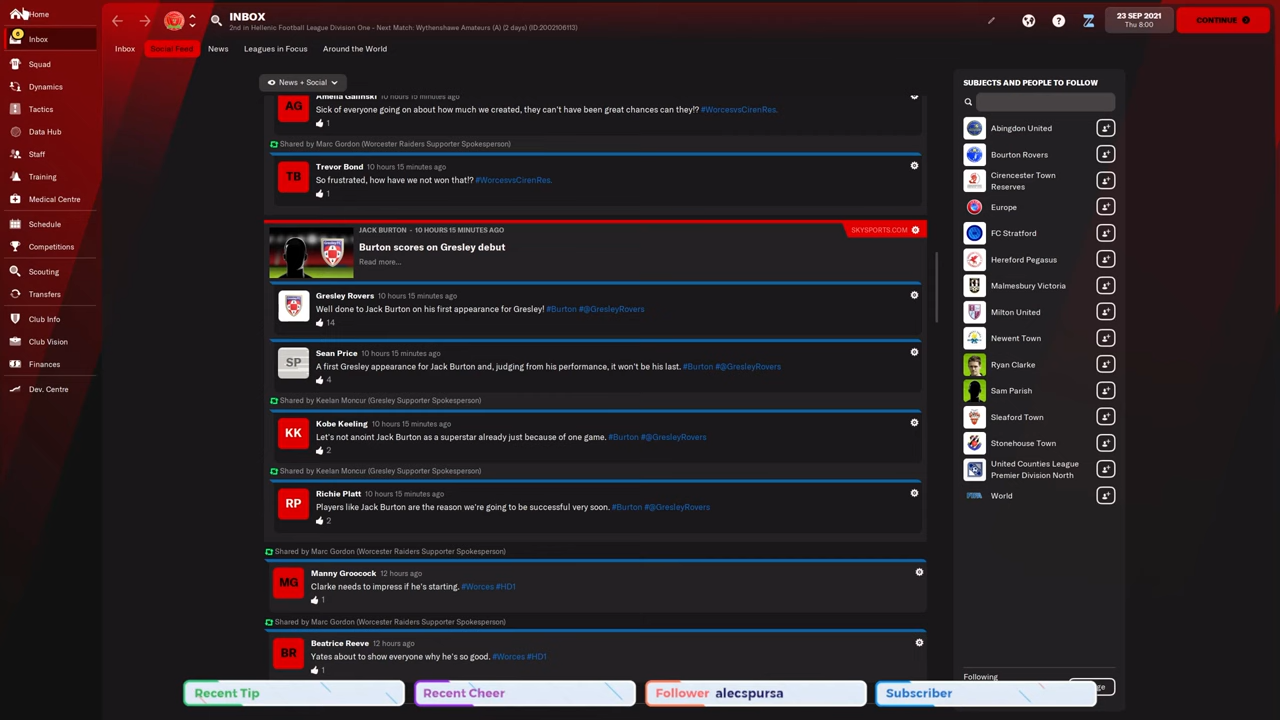 Home
6
Inbox
Squad
Dynamics
Tactics
Data Hub
Staff
Training
Medical Centre
Schedule
Competitions
Scouting
Transfers
Club Info
Club Vision
Finances
Dev. Centre
INBOX
2nd in Hellenic Football League Division One - Next Match: Wythenshawe Amateurs (A) (2 days) (ID:2002106113)
23 SEP 2021
Thu 8:00
CONTINUE
Inbox
Social Feed
News
Leagues in Focus
Around the World
News + Social
AG
Amelia Galinski 10 hours 15 minutes ago
Sick of everyone going on about how much we created, they can't have been great chances can they!? #WorcesvsCirenRes.
1
Shared by Marc Gordon (Worcester Raiders Supporter Spokesperson)
TB
Trevor Bond 10 hours 15 minutes ago
So frustrated, how have we not won that!? #WorcesvsCirenRes.
1
JACK BURTON - 10 HOURS 15 MINUTES AGO
SKYSPORTS.COM
Burton scores on Gresley debut
Read more...
Gresley Rovers 10 hours 15 minutes ago
Well done to Jack Burton on his first appearance for Gresley! #Burton #@GresleyRovers
14
SP
Sean Price 10 hours 15 minutes ago
A first Gresley appearance for Jack Burton and, judging from his performance, it won't be his last. #Burton #@GresleyRovers
4
Shared by Keelan Moncur (Gresley Supporter Spokesperson)
KK
Kobe Keeling 10 hours 15 minutes ago
Let's not anoint Jack Burton as a superstar already just because of one game. #Burton #@GresleyRovers
2
Shared by Keelan Moncur (Gresley Supporter Spokesperson)
RP
Richie Platt 10 hours 15 minutes ago
Players like Jack Burton are the reason we're going to be successful very soon. #Burton #@GresleyRovers
2
Shared by Marc Gordon (Worcester Raiders Supporter Spokesperson)
MG
Manny Groocock 12 hours ago
Clarke needs to impress if he's starting. #Worces #HD1
1
Shared by Marc Gordon (Worcester Raiders Supporter Spokesperson)
BR
Beatrice Reeve 12 hours ago
Yates about to show everyone why he's so good. #Worces #HD1
1
SUBJECTS AND PEOPLE TO FOLLOW
Abingdon United
Bourton Rovers
Cirencester Town
Reserves
Europe
FC Stratford
Hereford Pegasus
Malmesbury Victoria
Milton United
Newent Town
Ryan Clarke
Sam Parish
Sleaford Town
Stonehouse Town
United Counties League
Premier Division North
FIFA
World
Following
Recent Tip
Recent Cheer
Follower alecspursa
Subscriber